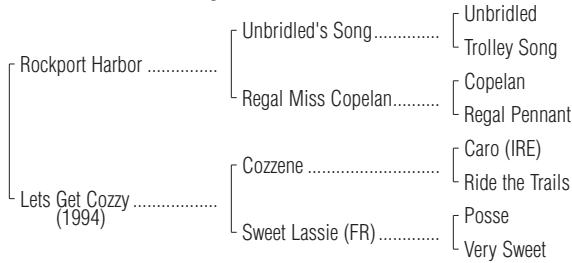 Unbridled
Unbridled's Song..............
Trolley Song
Rockport Harbor ...............
Copelan
Regal Miss Copelan..........
Regal Pennant
Caro (IRE)
Cozzene ............................
Ride the Trails
Lets Get Cozzy ..................
(1994)
Posse
Sweet Lassie (FR).............
Very Sweet